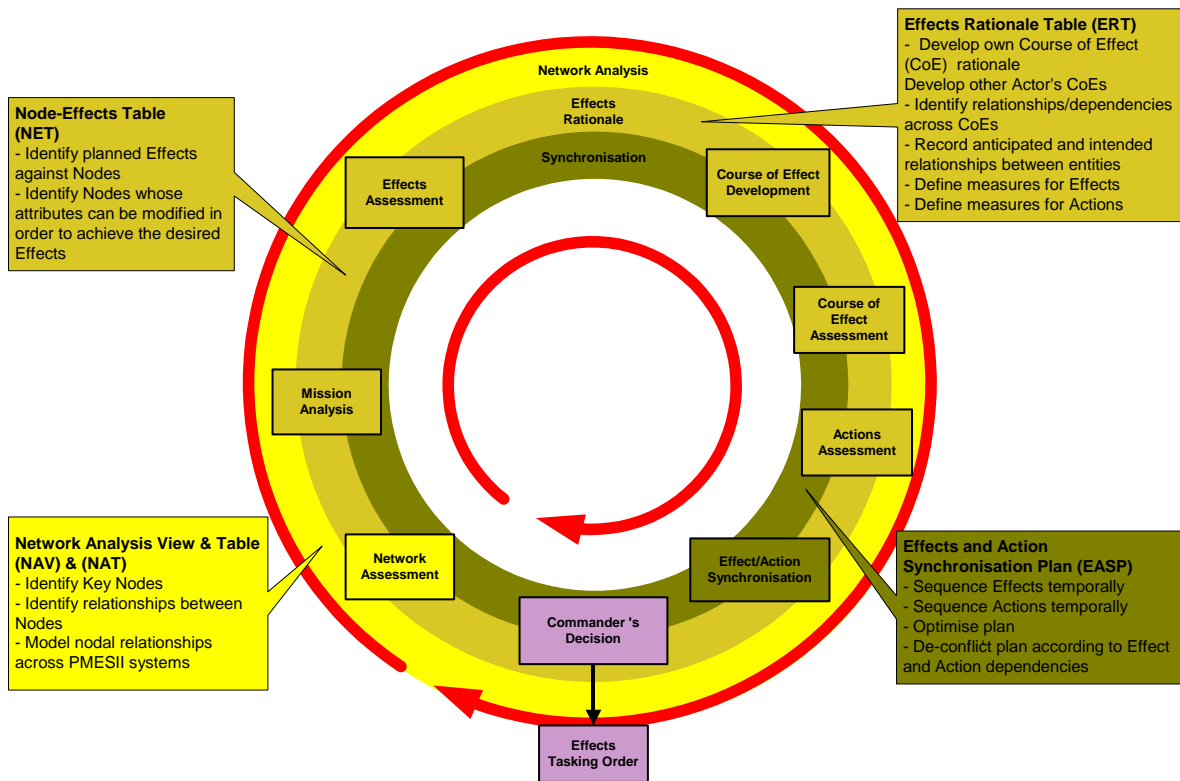 Network Analysis
Effects
Rationale
Synchronisation
Node-Effects Table
(NET)
- Identify planned Effects
against Nodes
- Identify Nodes whose
attributes can be modified in
order to achieve the desired
Effects
Effects Rationale Table (ERT)
- Develop own Course of Effect
(CoE) rationale
Develop other Actor's CoEs
- Identify relationships/dependencies
across CoEs
- Record anticipated and intended
relationships between entities
- Define measures for Effects
- Define measures for Actions
Effects
Assessment
Course of Effect
Development
Course of
Effect
Assessment
Mission
Analysis
Actions
Assessment
Network Analysis View & Table
(NAV) & (NAT)
- Identify Key Nodes
- Identify relationships between
Nodes
- Model nodal relationships
across PMESII systems
Network
Assessment
Effect/Action
Synchronisation
Commander 's
Decision
Effects and Action
Synchronisation Plan (EASP)
- Sequence Effects temporally
- Sequence Actions temporally
- Optimise plan
- De-conflict plan according to Effect
and Action dependencies
Effects
Tasking Order